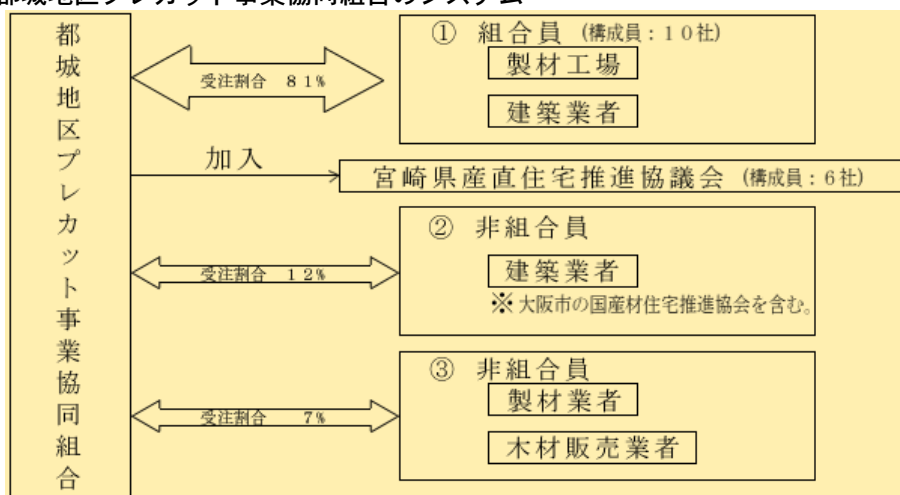 都城地区プレカット事業協同組合のシステム
都城地区プレカット事業協同組合
① 組合員 (構成員：１０社)
製材工場
建築業者
受注割合 ８１%
加入
宮崎県産直住宅推進協議会 (構成員：６社)
② 非組合員
建築業者
※大阪市の国産材住宅推進協会を含む。
受注割合 １２%
③ 非組合員
製材業者
木材販売業者
受注割合 7%